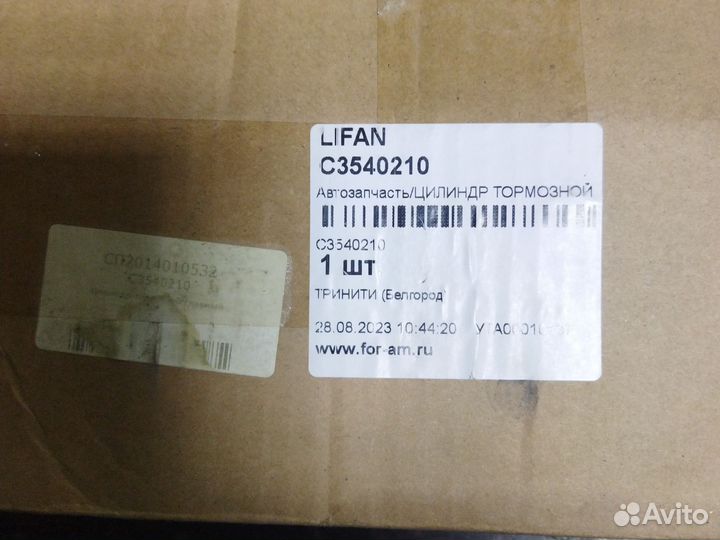 LIFAN
C3540210
Автозапчасть/ЦИЛИНДР ТОРМОЗНОЙ
C3540210
1 шт
ТРИНИТИ (Белгород)
28.08.2023 10:44:20
www.for-am.ru
СП2014010532
C3540210
Avito